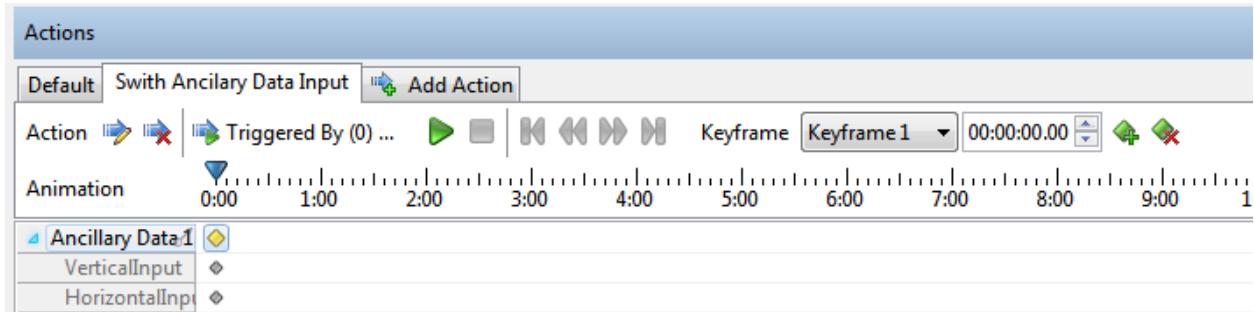 Actions
Default Swith Ancilary Data Input Add Action
Action Triggered By (0) ... Keyframe Keyframe 1 00:00:00.00
Animation 0:00 1:00 2:00 3:00 4:00 5:00 6:00 7:00 8:00 9:00 1
Ancillary Data 1
VerticalInput
HorizontalInpu